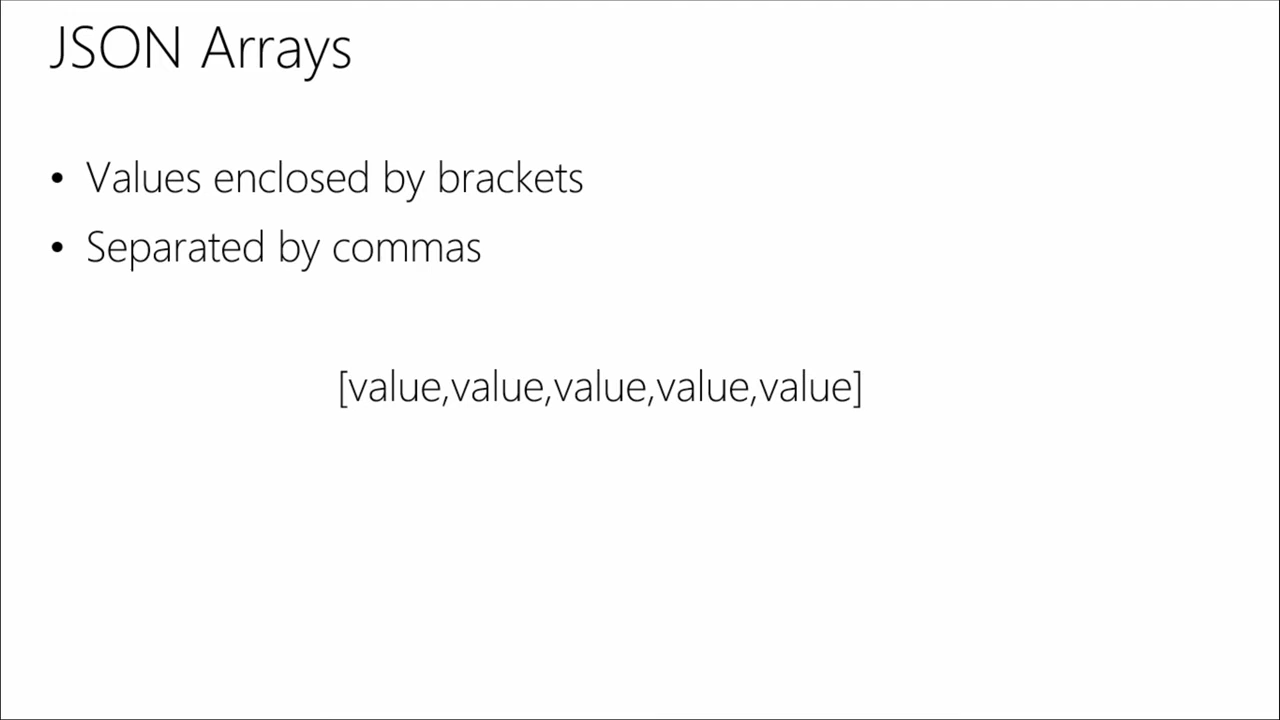 JSON Arrays
• Values enclosed by brackets
• Separated by commas
[value,value,value,value,value]